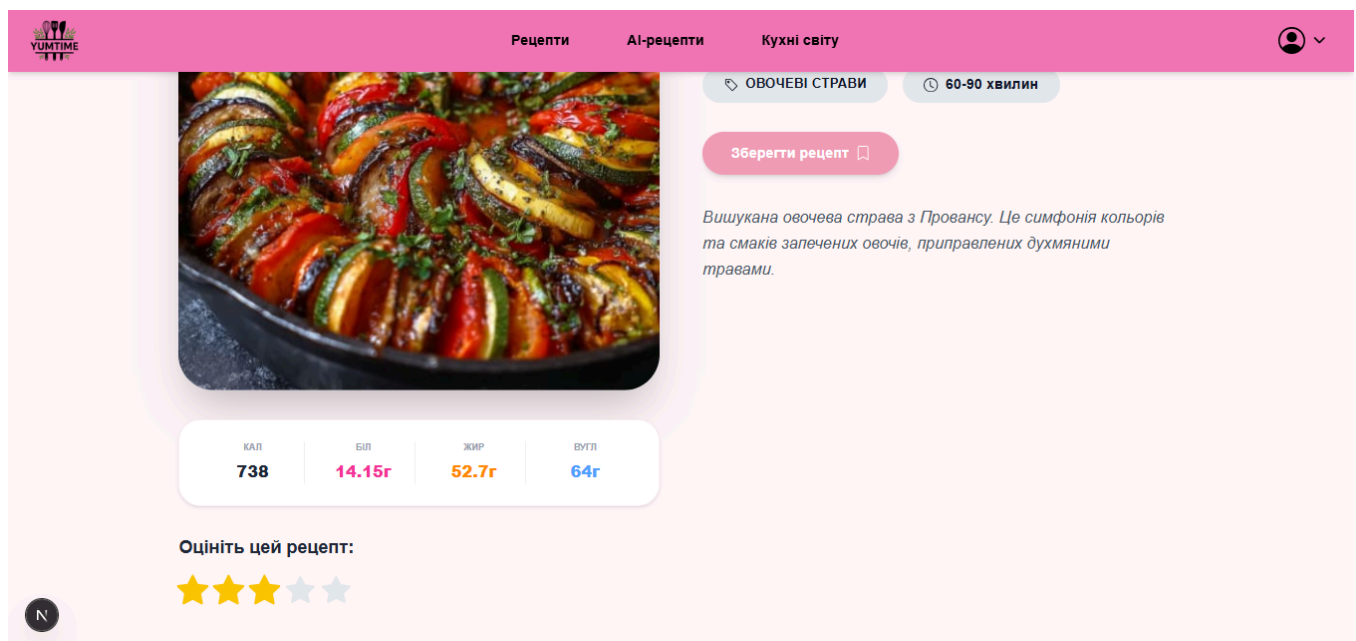 YUMTIME
Рецепти
AI-рецепти
Кухні світу
ОВОЧЕВІ СТРАВИ
60-90 хвилин
Зберегти рецепт
Вишукана овочева страва з Провансу. Це симфонія кольорів
та смаків запечених овочів, приправлених духмяними
травами.
КАЛ
738
БІЛ
14.15г
ЖИР
52.7г
ВУГЛ
64г
Оцініть цей рецепт:
N